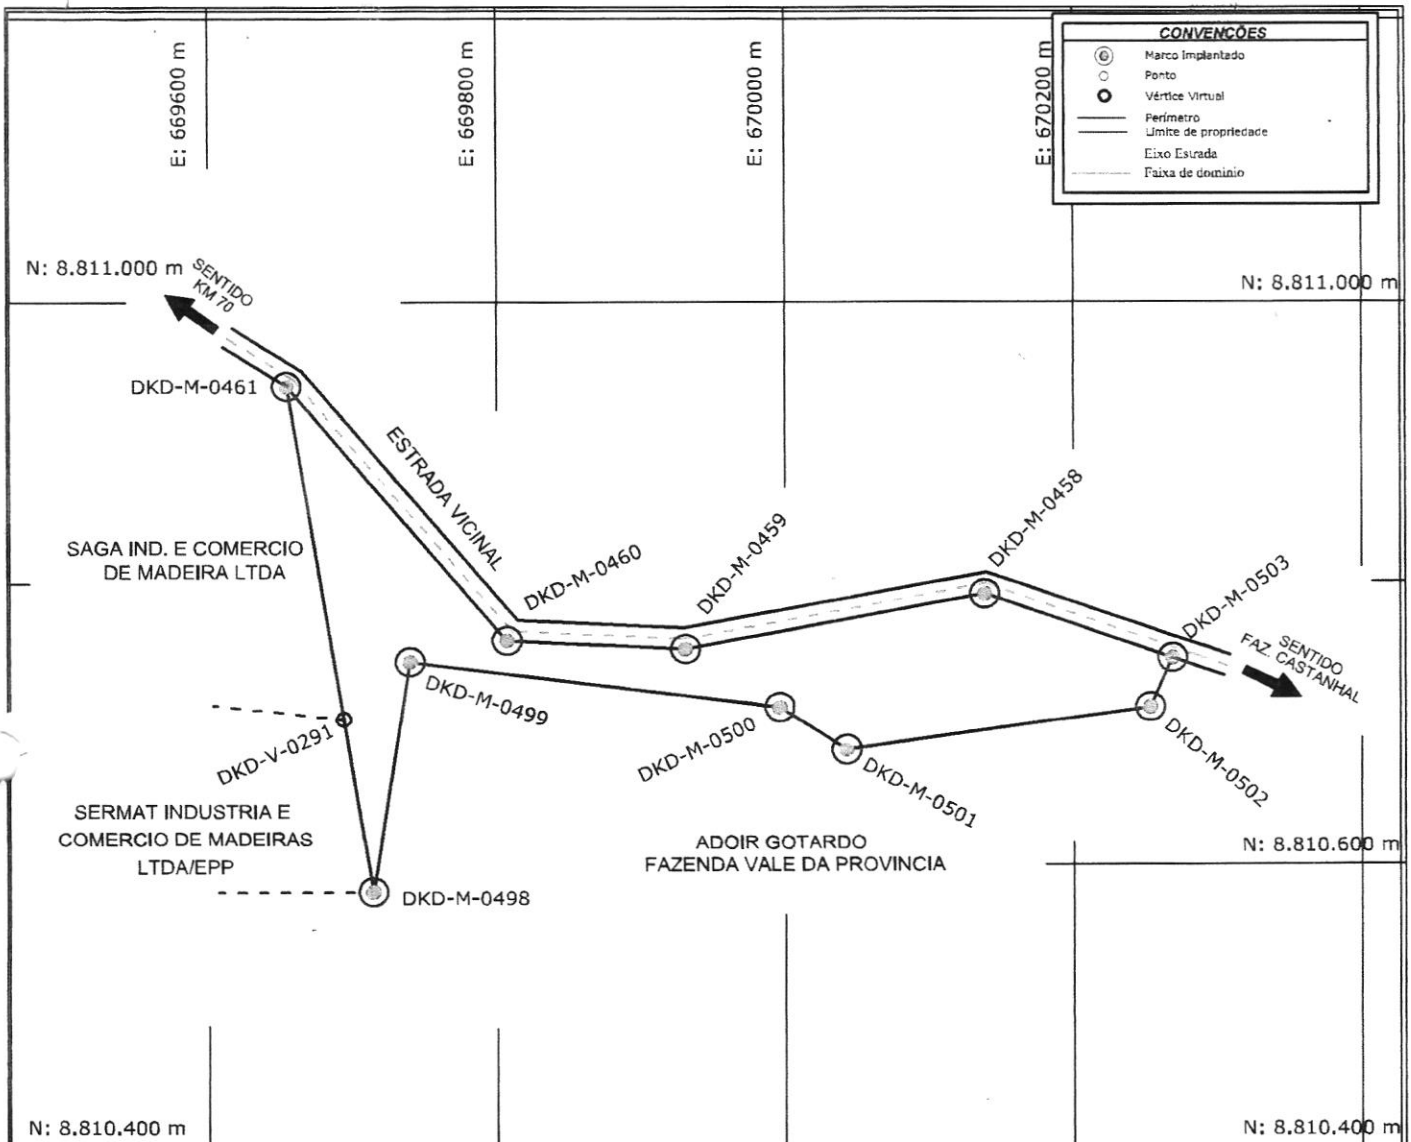 E: 669600 m
E: 669800 m
E: 670000 m
E: 670200 m
CONVENCÕES
Marco Implantado
Ponto
Vértice Virtual
Perímetro
Limite de propriedade
Eixo Estrada
Faixa de dominio
N: 8.811.000 m
SENTIDO
KM 70
N: 8.811.000 m
DKD-M-0461
ESTRADA VICINAL
SAGA IND. E COMERCIO
DE MADEIRA LTDA
DKD-M-0460
DKD-M-0459
DKD-M-0458
DKD-M-0503
SENTIDO
FAZ. CASTANHAL
DKD-M-0499
DKD-V-0291
DKD-M-0500
DKD-M-0501
DKD-M-0502
SERMAT INDUSTRIA E
COMERCIO DE MADEIRAS
LTDA/EPP
ADOIR GOTARDO
FAZENDA VALE DA PROVINCIA
N: 8.810.600 m
DKD-M-0498
N: 8.810.400 m
N: 8.810.400 m